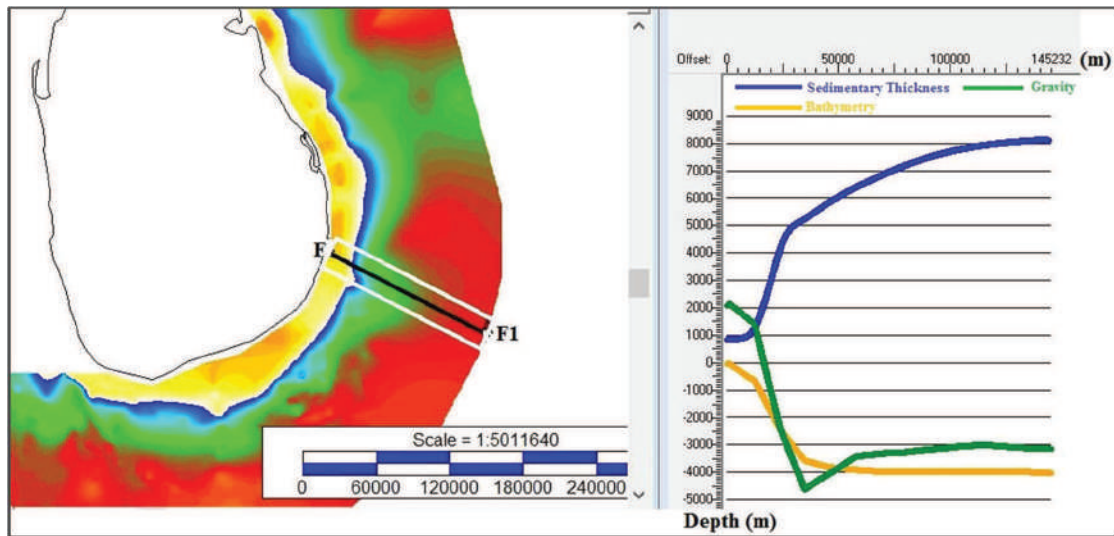 F
F1
Scale = 1:5011640
0 60000 120000 180000 240000
Offset: 0 50000 100000 145232 (m)
Sedimentary Thickness Gravity
Bathymetry
9000
8000
7000
6000
5000
4000
3000
2000
1000
0
-1000
-2000
-3000
-4000
-5000
Depth (m)